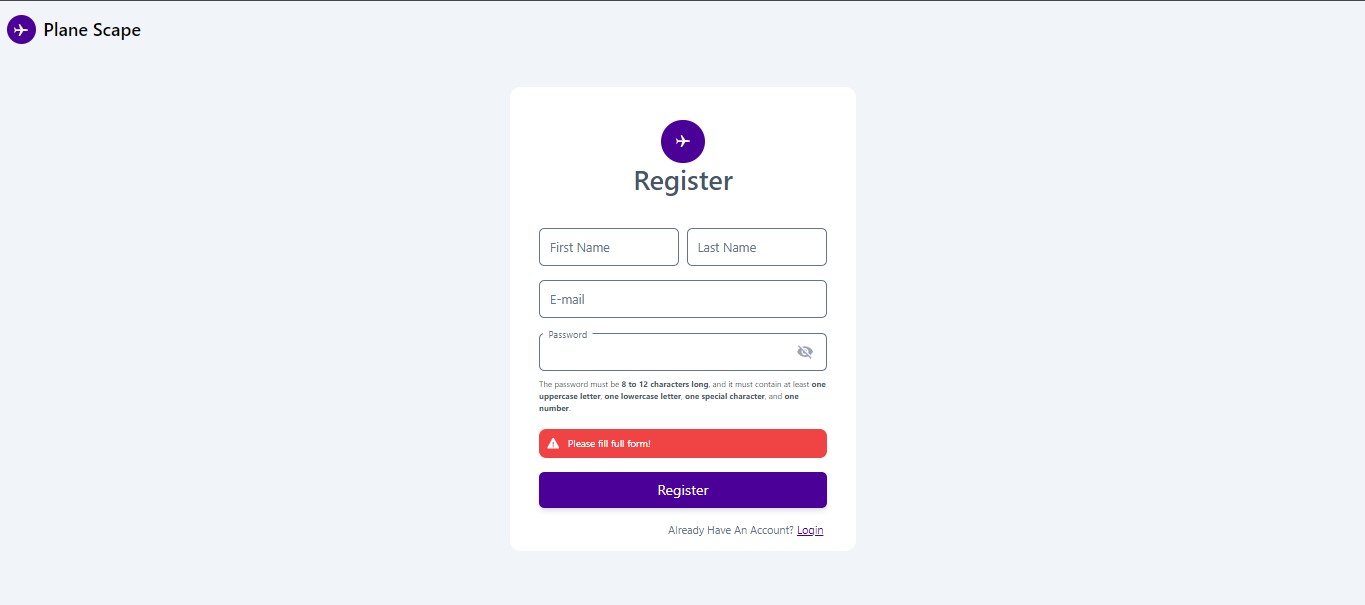 Plane Scape
Register
First Name
Last Name
E-mail
Password
The password must be 8 to 12 characters long, and it must contain at least one
uppercase letter, one lowercase letter, one special character, and one
number.
Please fill full form!
Register
Already Have An Account? Login